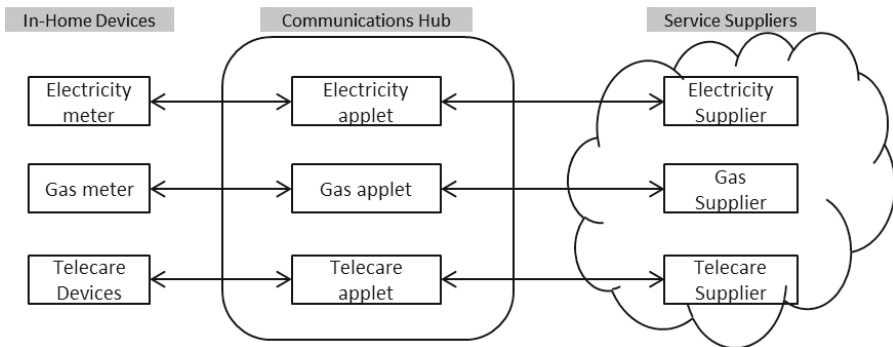 In-Home Devices
Communications Hub
Service Suppliers
Electricity
meter
Electricity
applet
Electricity
Supplier
Gas meter
Gas applet
Gas
Supplier
Telecare
Devices
Telecare
applet
Telecare
Supplier